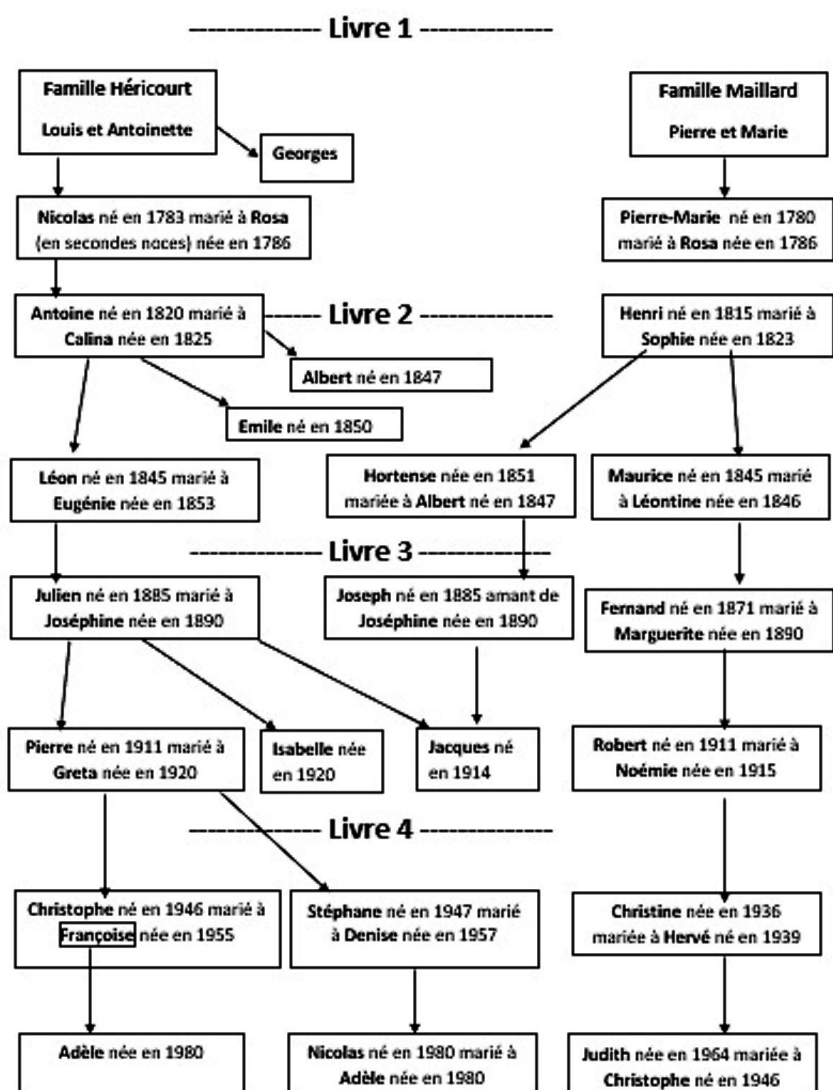 ------------- Livre 1 -------------
Famille Héricourt
Louis et Antoinette
Famille Maillard
Pierre et Marie
Georges
Nicolas né en 1783 marié à Rosa
(en secondes noces) née en 1786
Pierre-Marie né en 1780
marié à Rosa née en 1786
Antoine né en 1820 marié à
Calina née en 1825
------------- Livre 2 -------------
Henri né en 1815 marié à
Sophie née en 1823
Albert né en 1847
Emile né en 1850
Léon né en 1845 marié à
Eugénie née en 1853
Hortense née en 1851
mariée à Albert né en 1847
Maurice né en 1845 marié
à Léontine née en 1846
------------- Livre 3 -------------
Julien né en 1885 marié à
Joséphine née en 1890
Joseph né en 1885 amant de
Joséphine née en 1890
Fernand né en 1871 marié à
Marguerite née en 1890
Pierre né en 1911 marié à
Greta née en 1920
Isabelle née
en 1920
Jacques né
en 1914
Robert né en 1911 marié à
Noémie née en 1915
------------- Livre 4 -------------
Christophe né en 1946 marié à
Françoise née en 1955
Stéphane né en 1947 marié
à Denise née en 1957
Christine née en 1936
mariée à Hervé né en 1939
Adèle née en 1980
Nicolas né en 1980 marié à
Adèle née en 1980
Judith née en 1964 mariée à
Christophe né en 1946